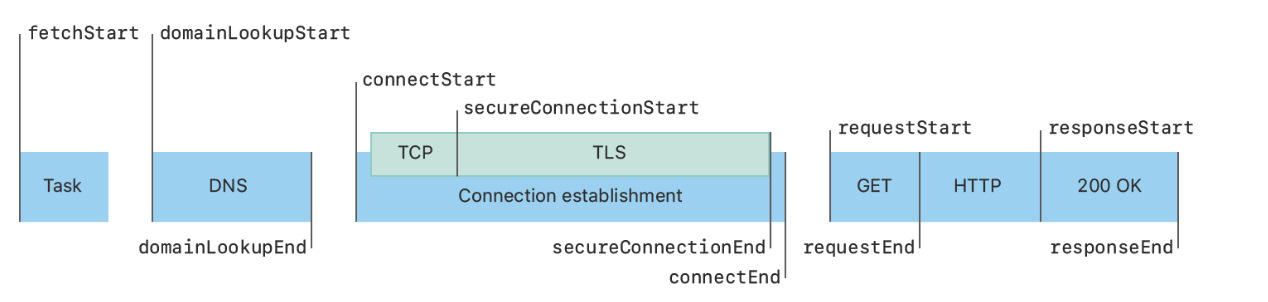 fetchStart
domainLookupStart
connectStart
secureConnectionStart
requestStart
responseStart
TCP
TLS
Task
DNS
Connection establishment
GET
HTTP
200 OK
domainLookupEnd
secureConnectionEnd
requestEnd
responseEnd
connectEnd